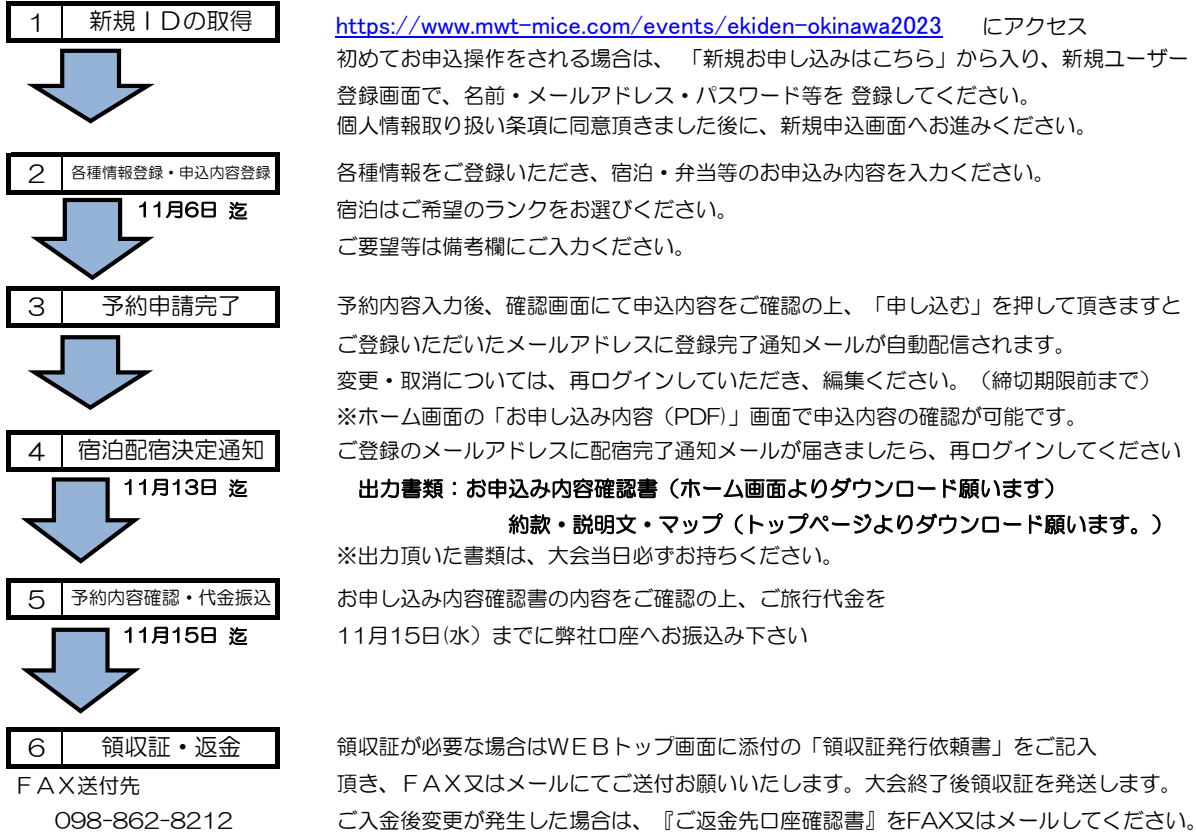 1 新規ＩＤの取得 https://www.mwt-mice.com/events/ekiden-okinawa2023 にアクセス
初めてお申込操作をされる場合は、「新規お申し込みはこちら」から入り、新規ユーザー
登録画面で、名前・メールアドレス・パスワード等を 登録してください。
個人情報取り扱い条項に同意頂きました後に、新規申込画面へお進みください。
2 各種情報登録・申込内容登録 各種情報をご登録いただき、宿泊・弁当等のお申込み内容を入力ください。
11月6日 迄 宿泊はご希望のランクをお選びください。
ご要望等は備考欄にご入力ください。
3 予約申請完了 予約内容入力後、確認画面にて申込内容をご確認の上、「申し込む」を押して頂きますと
ご登録いただいたメールアドレスに登録完了通知メールが自動配信されます。
変更・取消については、再ログインしていただき、編集ください。（締切期限前まで）
※ホーム画面の「お申し込み内容（PDF)」画面で申込内容の確認が可能です。
4 宿泊配宿決定通知 ご登録のメールアドレスに配宿完了通知メールが届きましたら、再ログインしてください
11月13日 迄 出力書類：お申込み内容確認書（ホーム画面よりダウンロード願います）
約款・説明文・マップ（トップページよりダウンロード願います。）
※出力頂いた書類は、大会当日必ずお持ちください。
5 予約内容確認・代金振込 お申し込み内容確認書の内容をご確認の上、ご旅行代金を
11月15日 迄 11月15日(水）までに弊社口座へお振込み下さい
6 領収証・返金 領収証が必要な場合はＷＥＢトップ画面に添付の「領収証発行依頼書」をご記入
ＦＡＸ送付先 頂き、ＦＡＸ又はメールにてご送付お願いいたします。大会終了後領収証を発送します。
098-862-8212 ご入金後変更が発生した場合は、『ご返金先口座確認書』をFAX又はメールしてください。